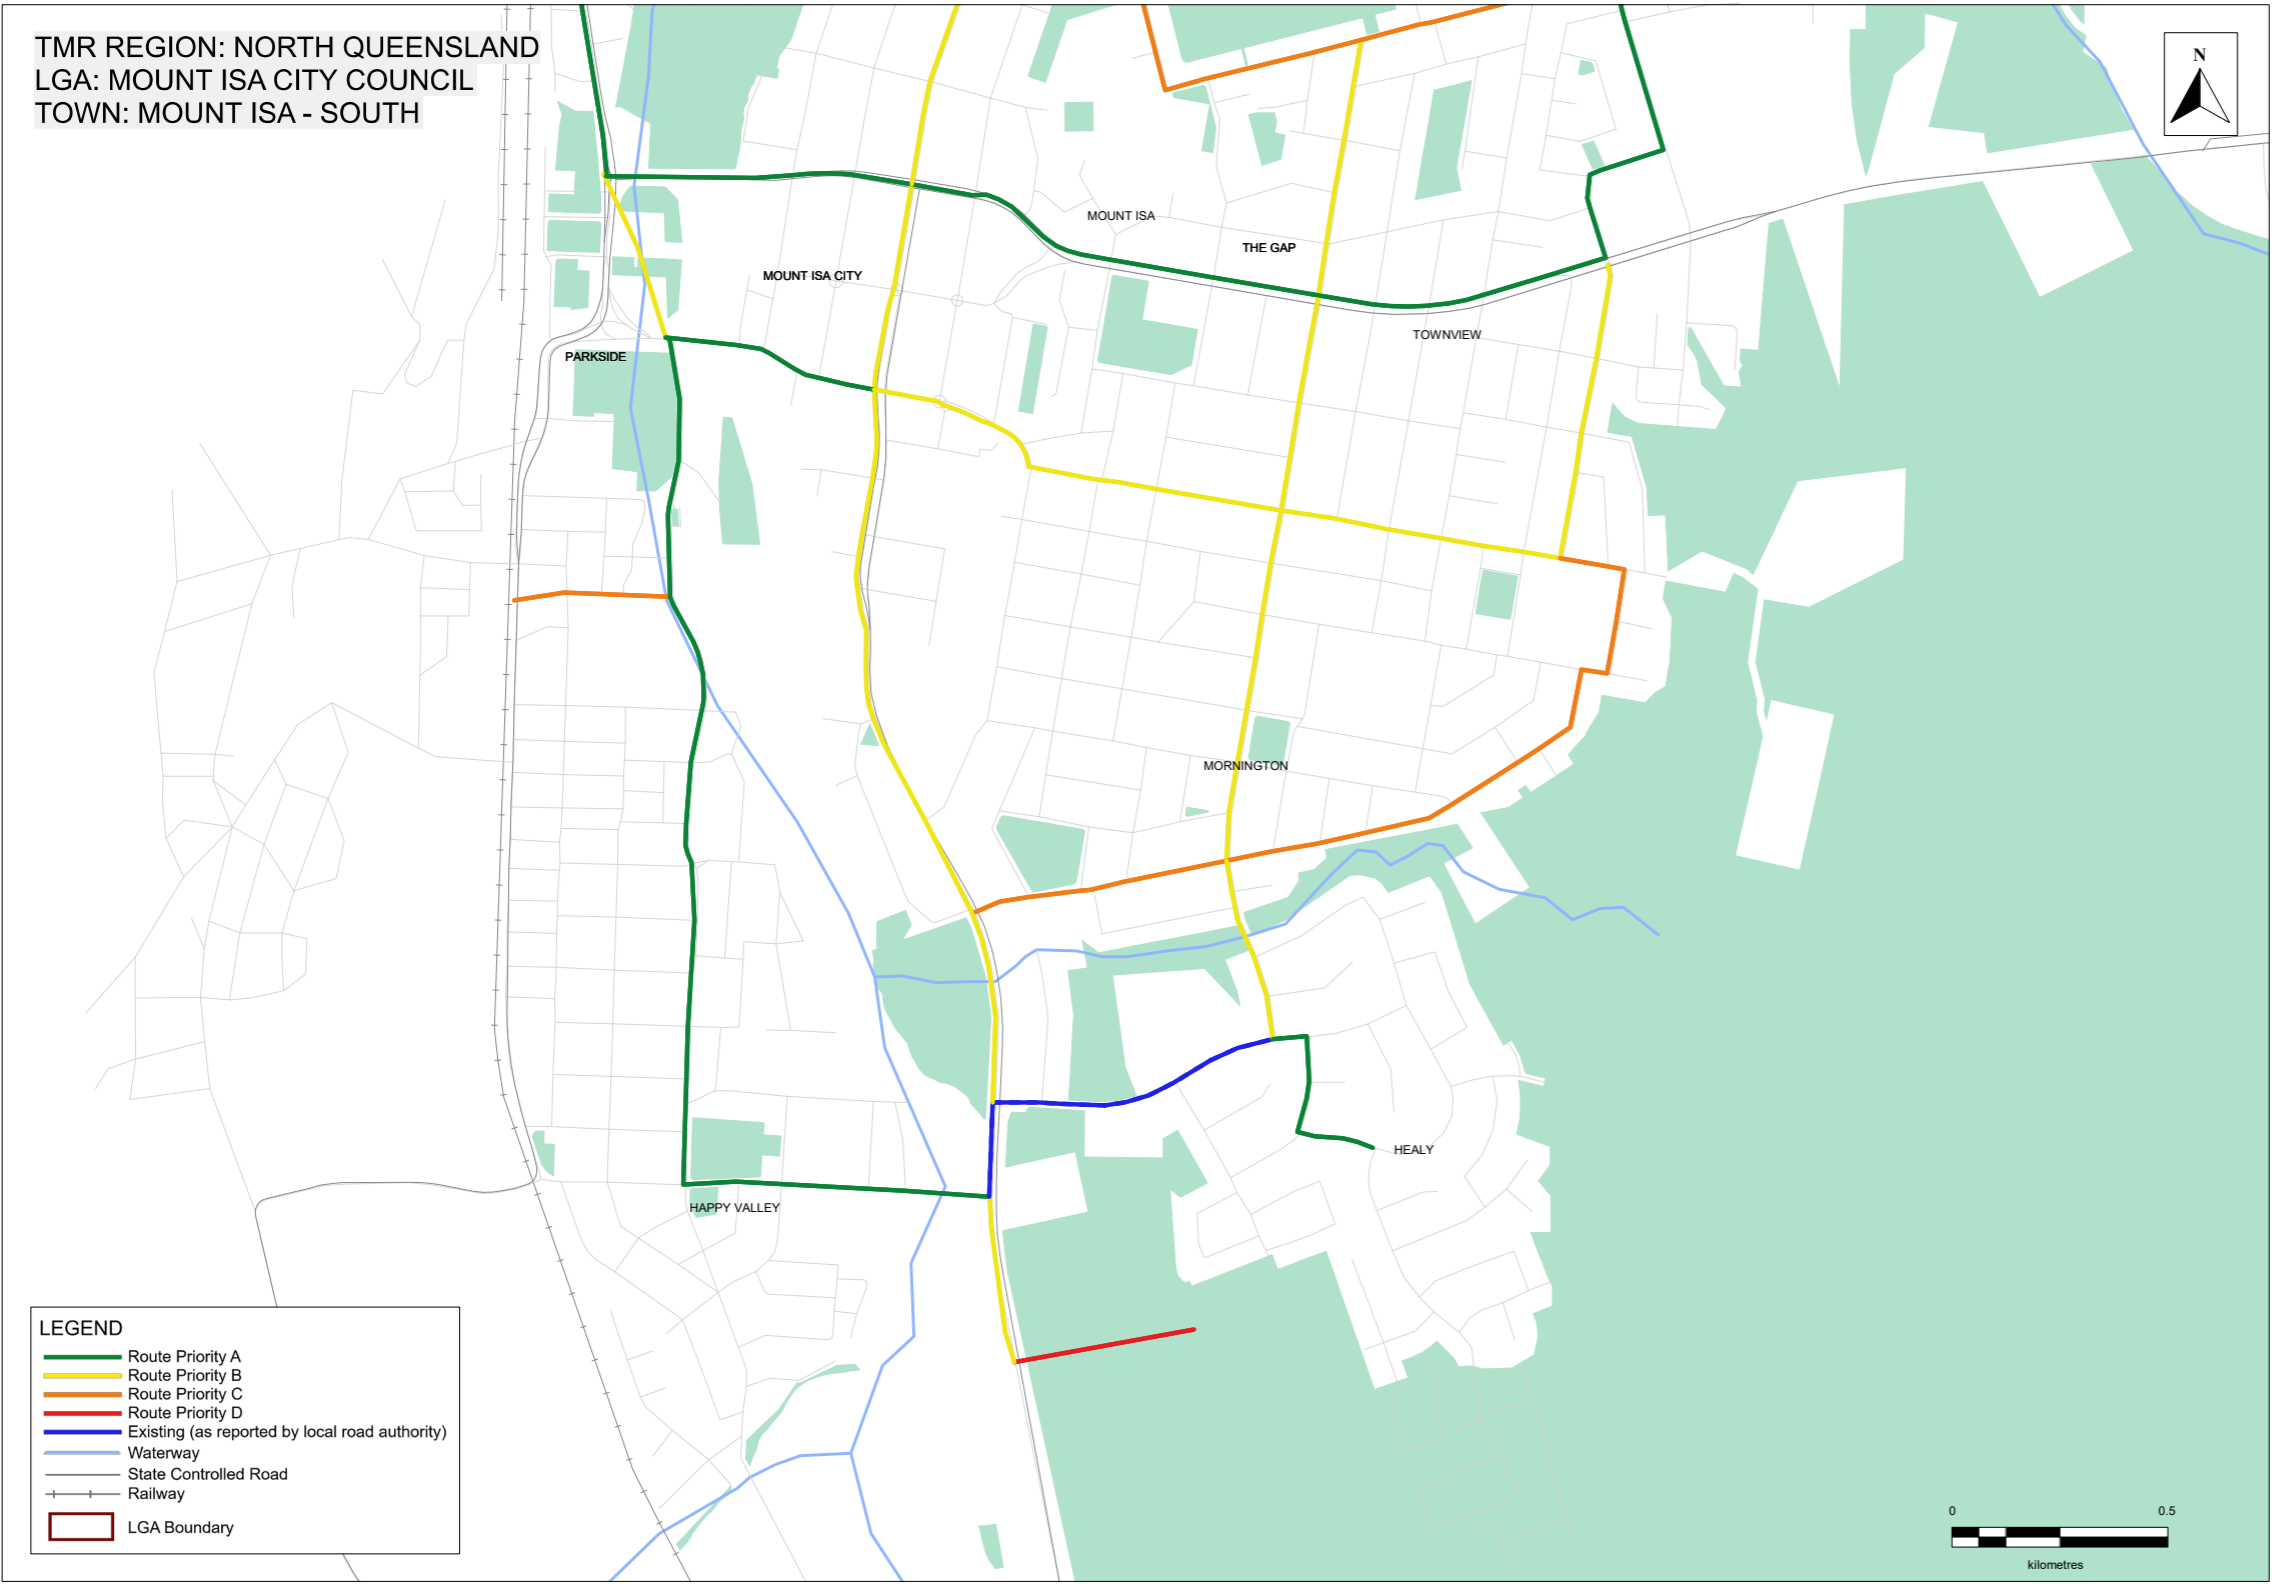 TMR REGION: NORTH QUEENSLAND
LGA: MOUNT ISA CITY COUNCIL
TOWN: MOUNT ISA - SOUTH
N
MOUNT ISA
THE GAP
MOUNT ISA CITY
TOWNVIEW
PARKSIDE
MORNINGTON
HEALY
HAPPY VALLEY
LEGEND
Route Priority A
Route Priority B
Route Priority C
Route Priority D
Existing (as reported by local road authority)
Waterway
State Controlled Road
Railway
LGA Boundary
0 0.5
kilometres